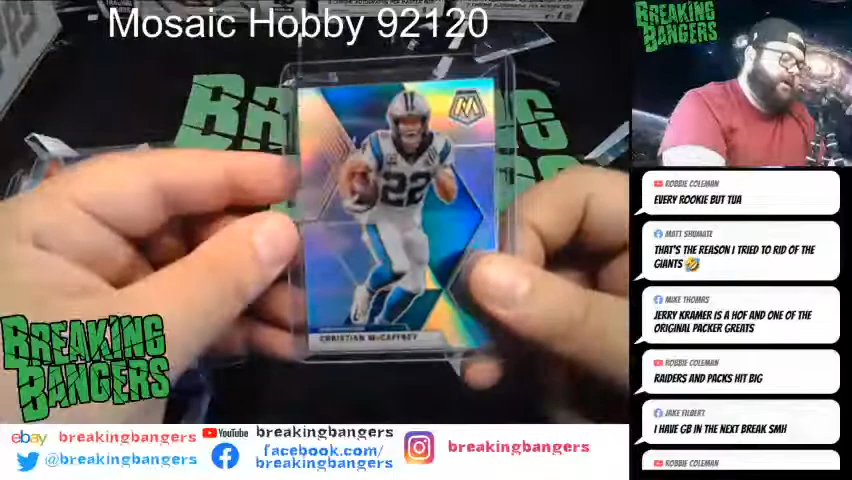 Mosaic Hobby 92120
BREAKING
BANGERS
22
CHRISTIAN McCAFFREY
BREAKING
BANGERS
ROBBIE COLEMAN
EVERY ROOKIE BUT TUA
MATT SHUMATE
THAT'S THE REASON I TRIED TO RID OF THE
GIANTS 🤣
MIKE THOMBS
JERRY KRAMER IS A HOF AND ONE OF THE
ORIGINAL PACKER GREATS
ROBBIE COLEMAN
RAIDERS AND PACKS HIT BIG
JAKE FILBERT
I HAVE GB IN THE NEXT BREAK SMH
ROBBIE COLEMAN
ebay breakingbangers
YouTube breakingbangers
@breakingbangers
facebook.com/
breakingbangers
breakingbangers